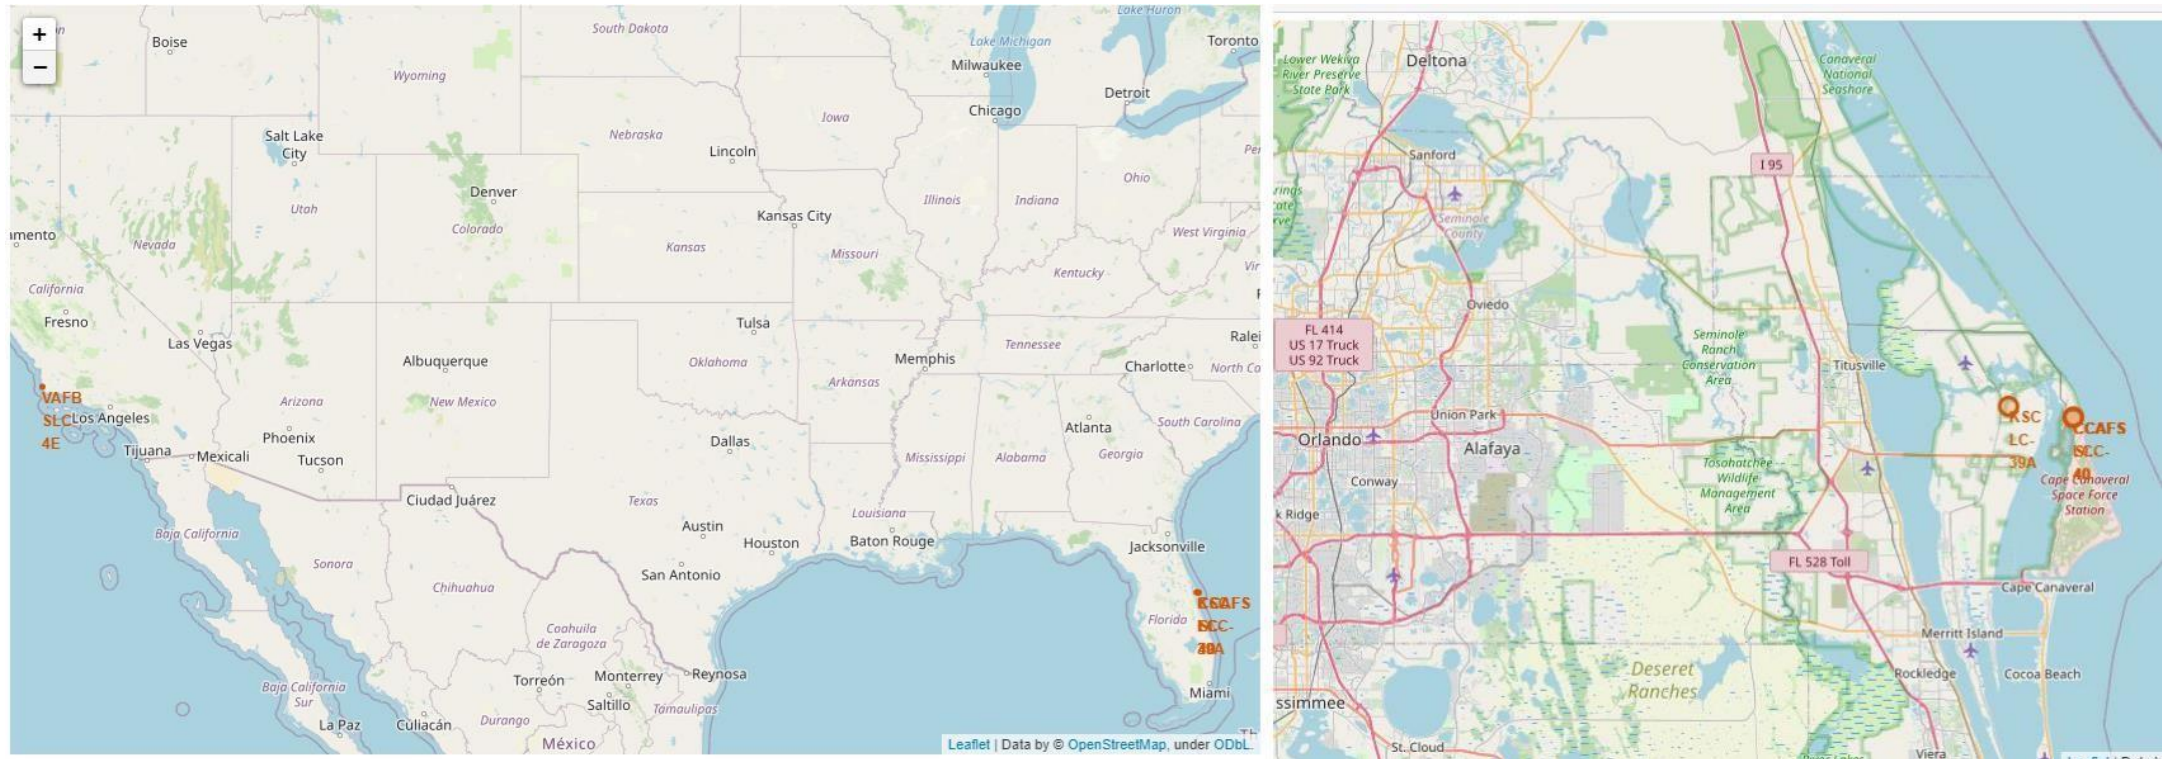 +
−
Boise
South Dakota
Lake Huron
Lake Michigan
Toronto
Milwaukee
Wyoming
Detroit
Chicago
Iowa
Salt Lake
City
Nebraska
Lincoln
Denver
Ohio
Utah
Illinois
Indiana
Kansas City
Colorado
West Virginia
Nevada
Kansas
Missouri
Kentucky
California
Fresno
Las Vegas
Tulsa
Tennessee
Albuquerque
Oklahoma
Memphis
Charlotte
Arkansas
VAFB
SLC-
4E
Los Angeles
Arizona
New Mexico
South Carolina
Phoenix
Atlanta
Dallas
Tijuana
Mexicali
Tucson
Mississippi
Alabama
Georgia
Ciudad Juárez
Texas
Louisiana
Austin
Baja California
Houston
Baton Rouge
Jacksonville
Sonora
San Antonio
Chihuahua
Florida
Coahuila
de Zaragoza
Torreón
Monterrey
Reynosa
Baja California
Sur
Saltillo
Miami
Tamaulipas
La Paz
Culiacán
Durango
México
Leaflet | Data by © OpenStreetMap, under ODbL.
Lower Wekiva
River Preserve
State Park
Deltona
Canaveral
National
Seashore
Sanford
I 95
Seminole
County
Oviedo
FL 414
US 17 Truck
US 92 Truck
Seminole
Ranch
Conservation
Area
Titusville
Union Park
KSC
LC-
39A
CCAFS
Orlando
Alafaya
Tosohatchee
Wildlife
Management
Area
Conway
Cape Canaveral
Space Force
Station
FL 528 Toll
Cape Canaveral
Merritt Island
Deseret
Ranches
Rockledge
Cocoa Beach
St. Cloud
Viera